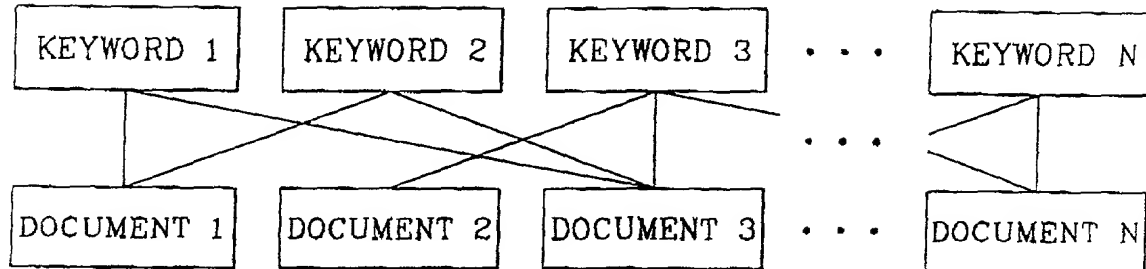 KEYWORD 1 KEYWORD 2 KEYWORD 3 . . . KEYWORD N
. . .
DOCUMENT 1 DOCUMENT 2 DOCUMENT 3 . . . DOCUMENT N